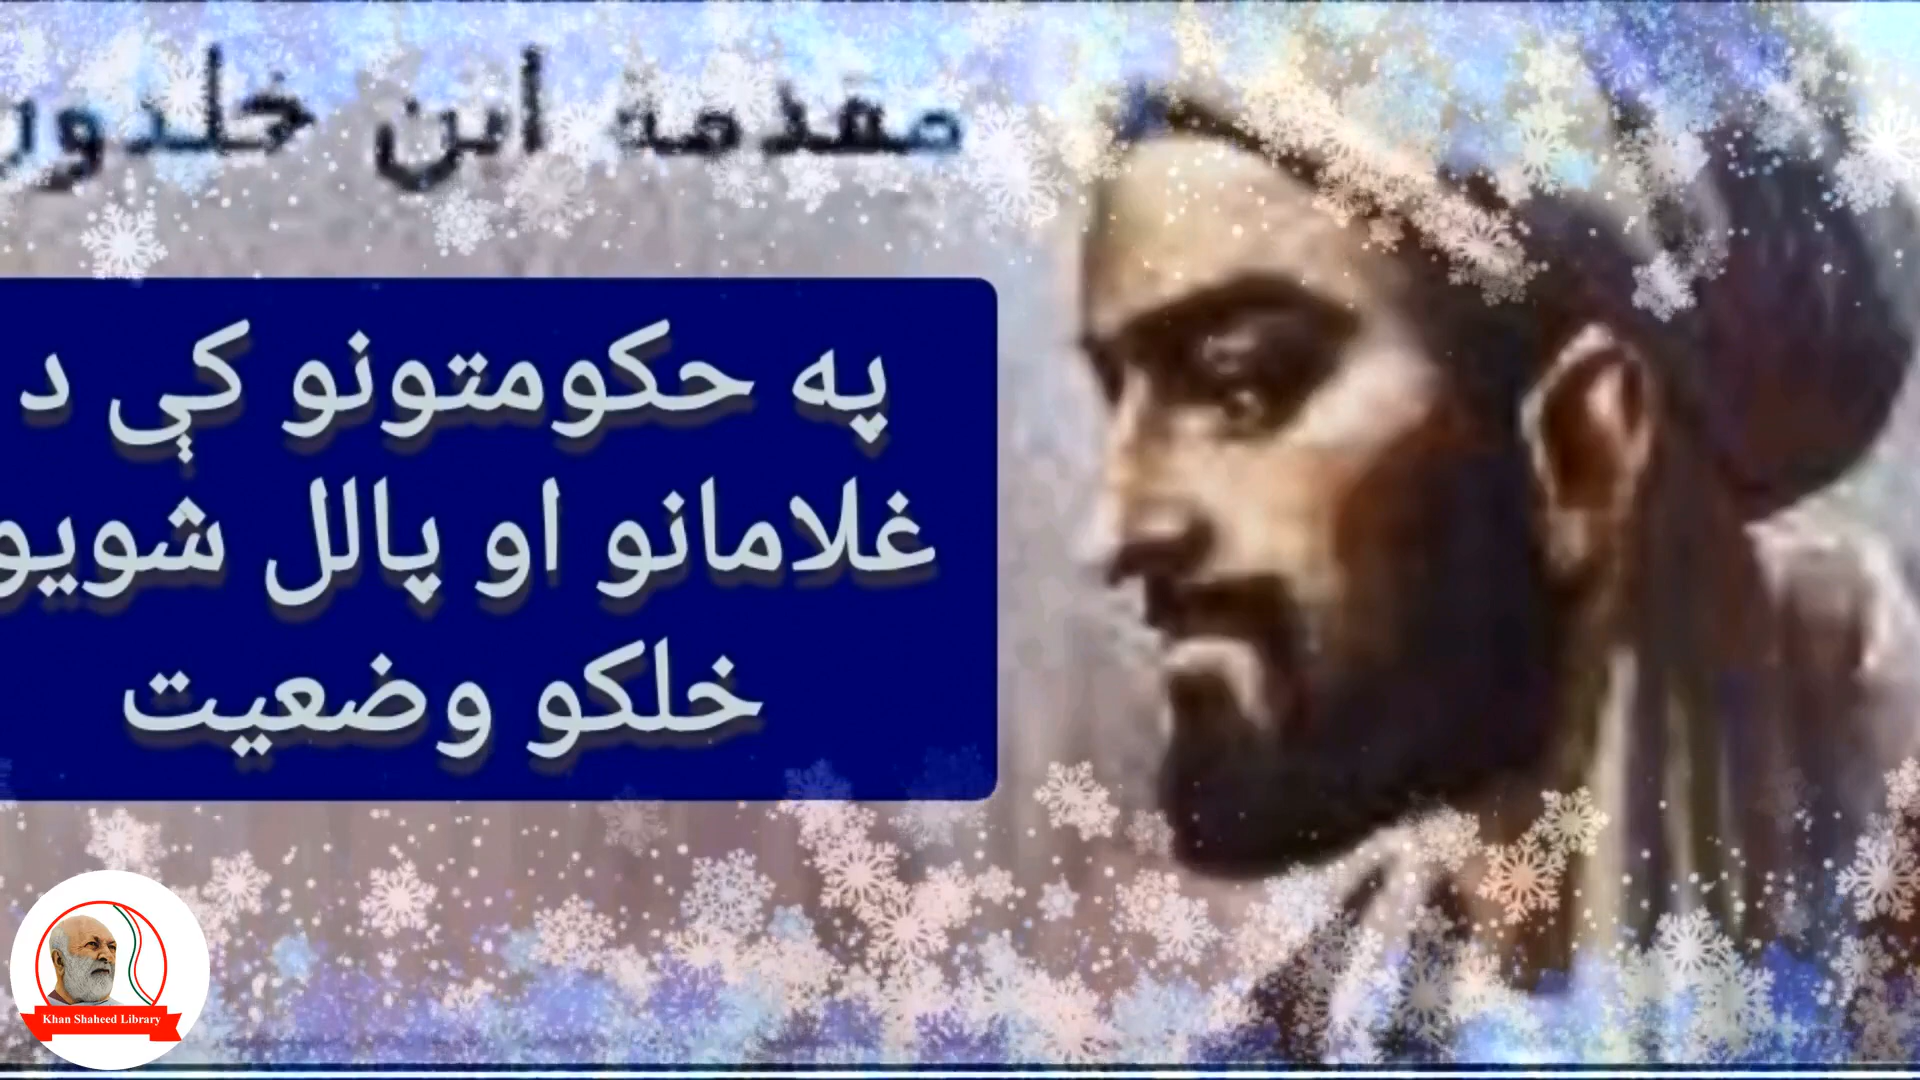 مقدمه ابن خلدون
په حکومتونو کې د
غلامانو او پالل شويو
خلکو وضعيت
Khan Shaheed Library